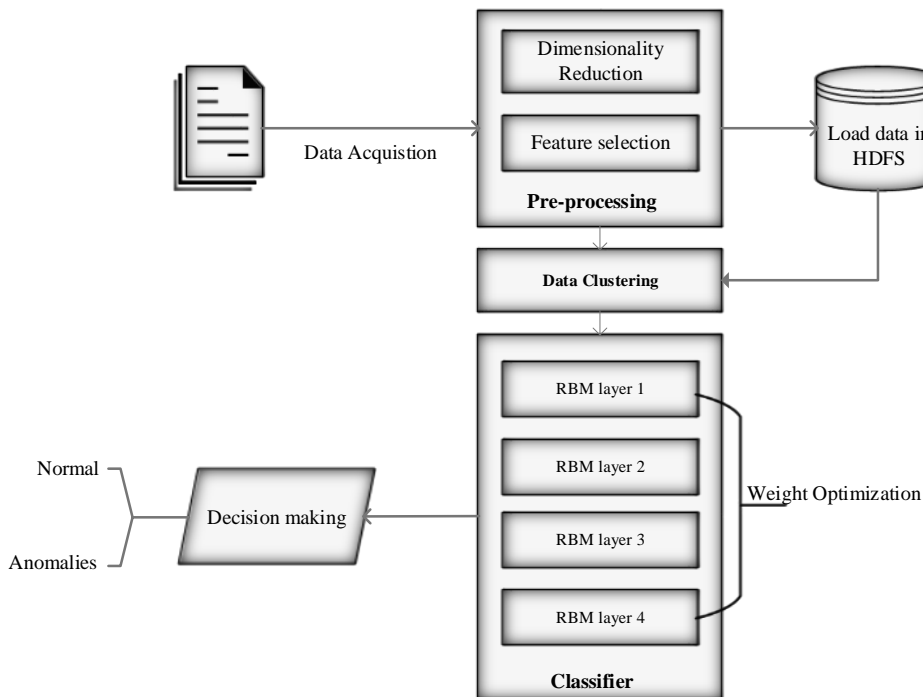 Dimensionality
Reduction
Data Acquistion
Feature selection
Pre-processing
Load data in
HDFS
Data Clustering
RBM layer 1
RBM layer 2
RBM layer 3
RBM layer 4
Classifier
Weight Optimization
Decision making
Normal
Anomalies